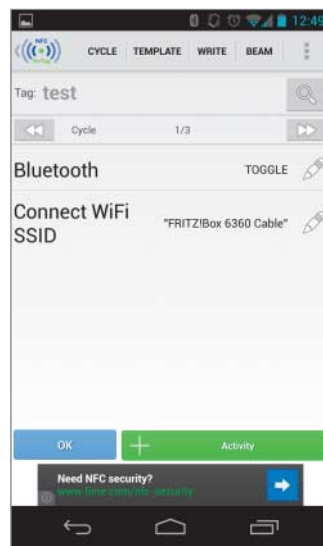 12:49
NFC
CYCLE TEMPLATE WRITE BEAM
Tag: test
Cycle 1/3
Bluetooth TOGGLE
Connect WiFi SSID "FRITZ!Box 6360 Cable"
OK Activity
Need NFC security?
www.fime.com/nfc-security